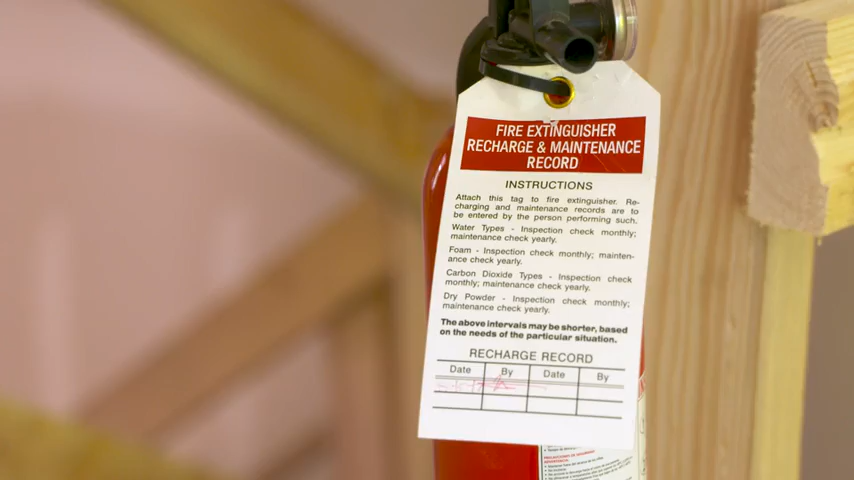 FIRE EXTINGUISHER
RECHARGE & MAINTENANCE
RECORD
INSTRUCTIONS
Attach this tag to fire extinguisher. Re-
charging and maintenance records are to
be entered by the person performing such.
Water Types - Inspection check monthly;
maintenance check yearly.
Foam - Inspection check monthly; mainten-
ance check yearly.
Carbon Dioxide Types - Inspection check
monthly; maintenance check yearly.
Dry Powder - Inspection check monthly;
maintenance check yearly.
The above intervals may be shorter, based
on the needs of the particular situation.
RECHARGE RECORD
Date By Date By